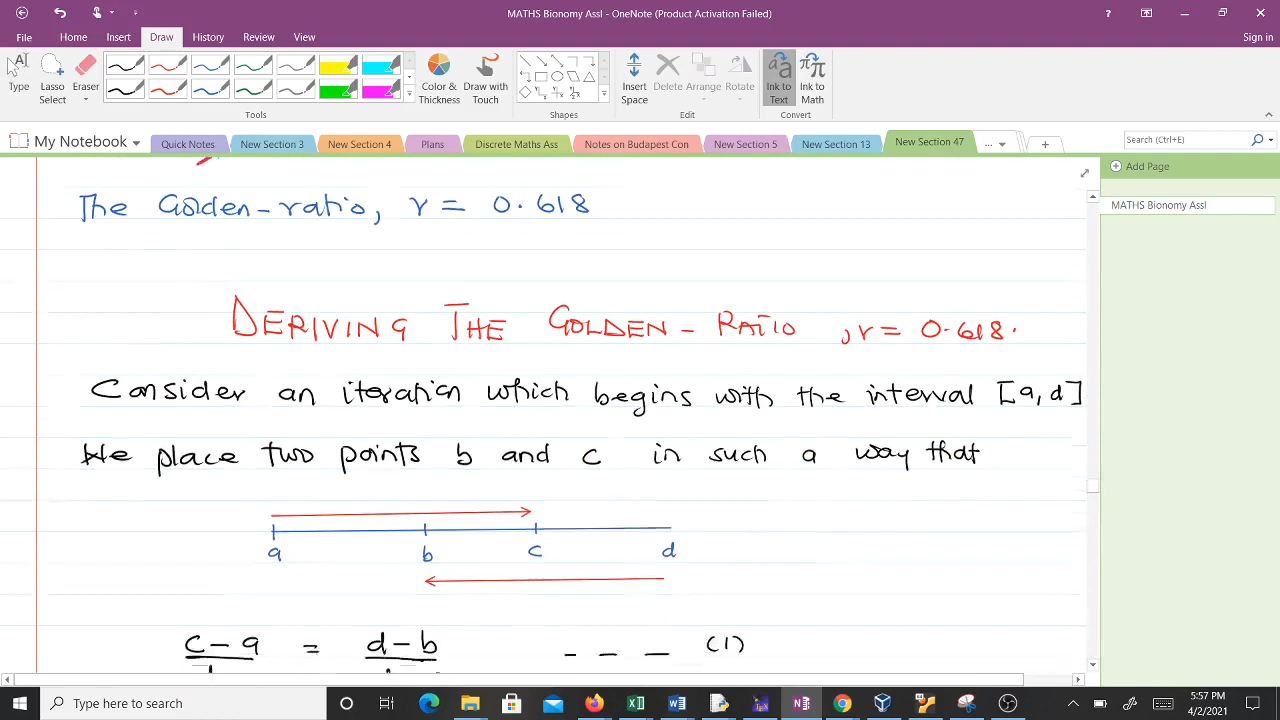 MATHS Bionomy Assl - OneNote (Product Activation Failed)
File Home Insert Draw History Review View Sign in
Type Lasso Select Eraser Color & Thickness Draw with Touch Insert Space Delete Arrange Rotate Ink to Text Ink to Math
Tools Shapes Edit Convert
My Notebook Quick Notes New Section 3 New Section 4 Plans Discrete Maths Ass Notes on Budapest Con New Section 5 New Section 13 New Section 47 ... Search (Ctrl+E)
Add Page
MATHS Bionomy Assl
The Golden-ratio, r = 0.618
DERIVING THE GOLDEN-RATIO, r = 0.618.
Consider an iteration which begins with the interval [a, d]
We place two points b and c in such a way that
a b c d
c-a = d-b - - - (1)
Type here to search
5:57 PM
4/2/2021